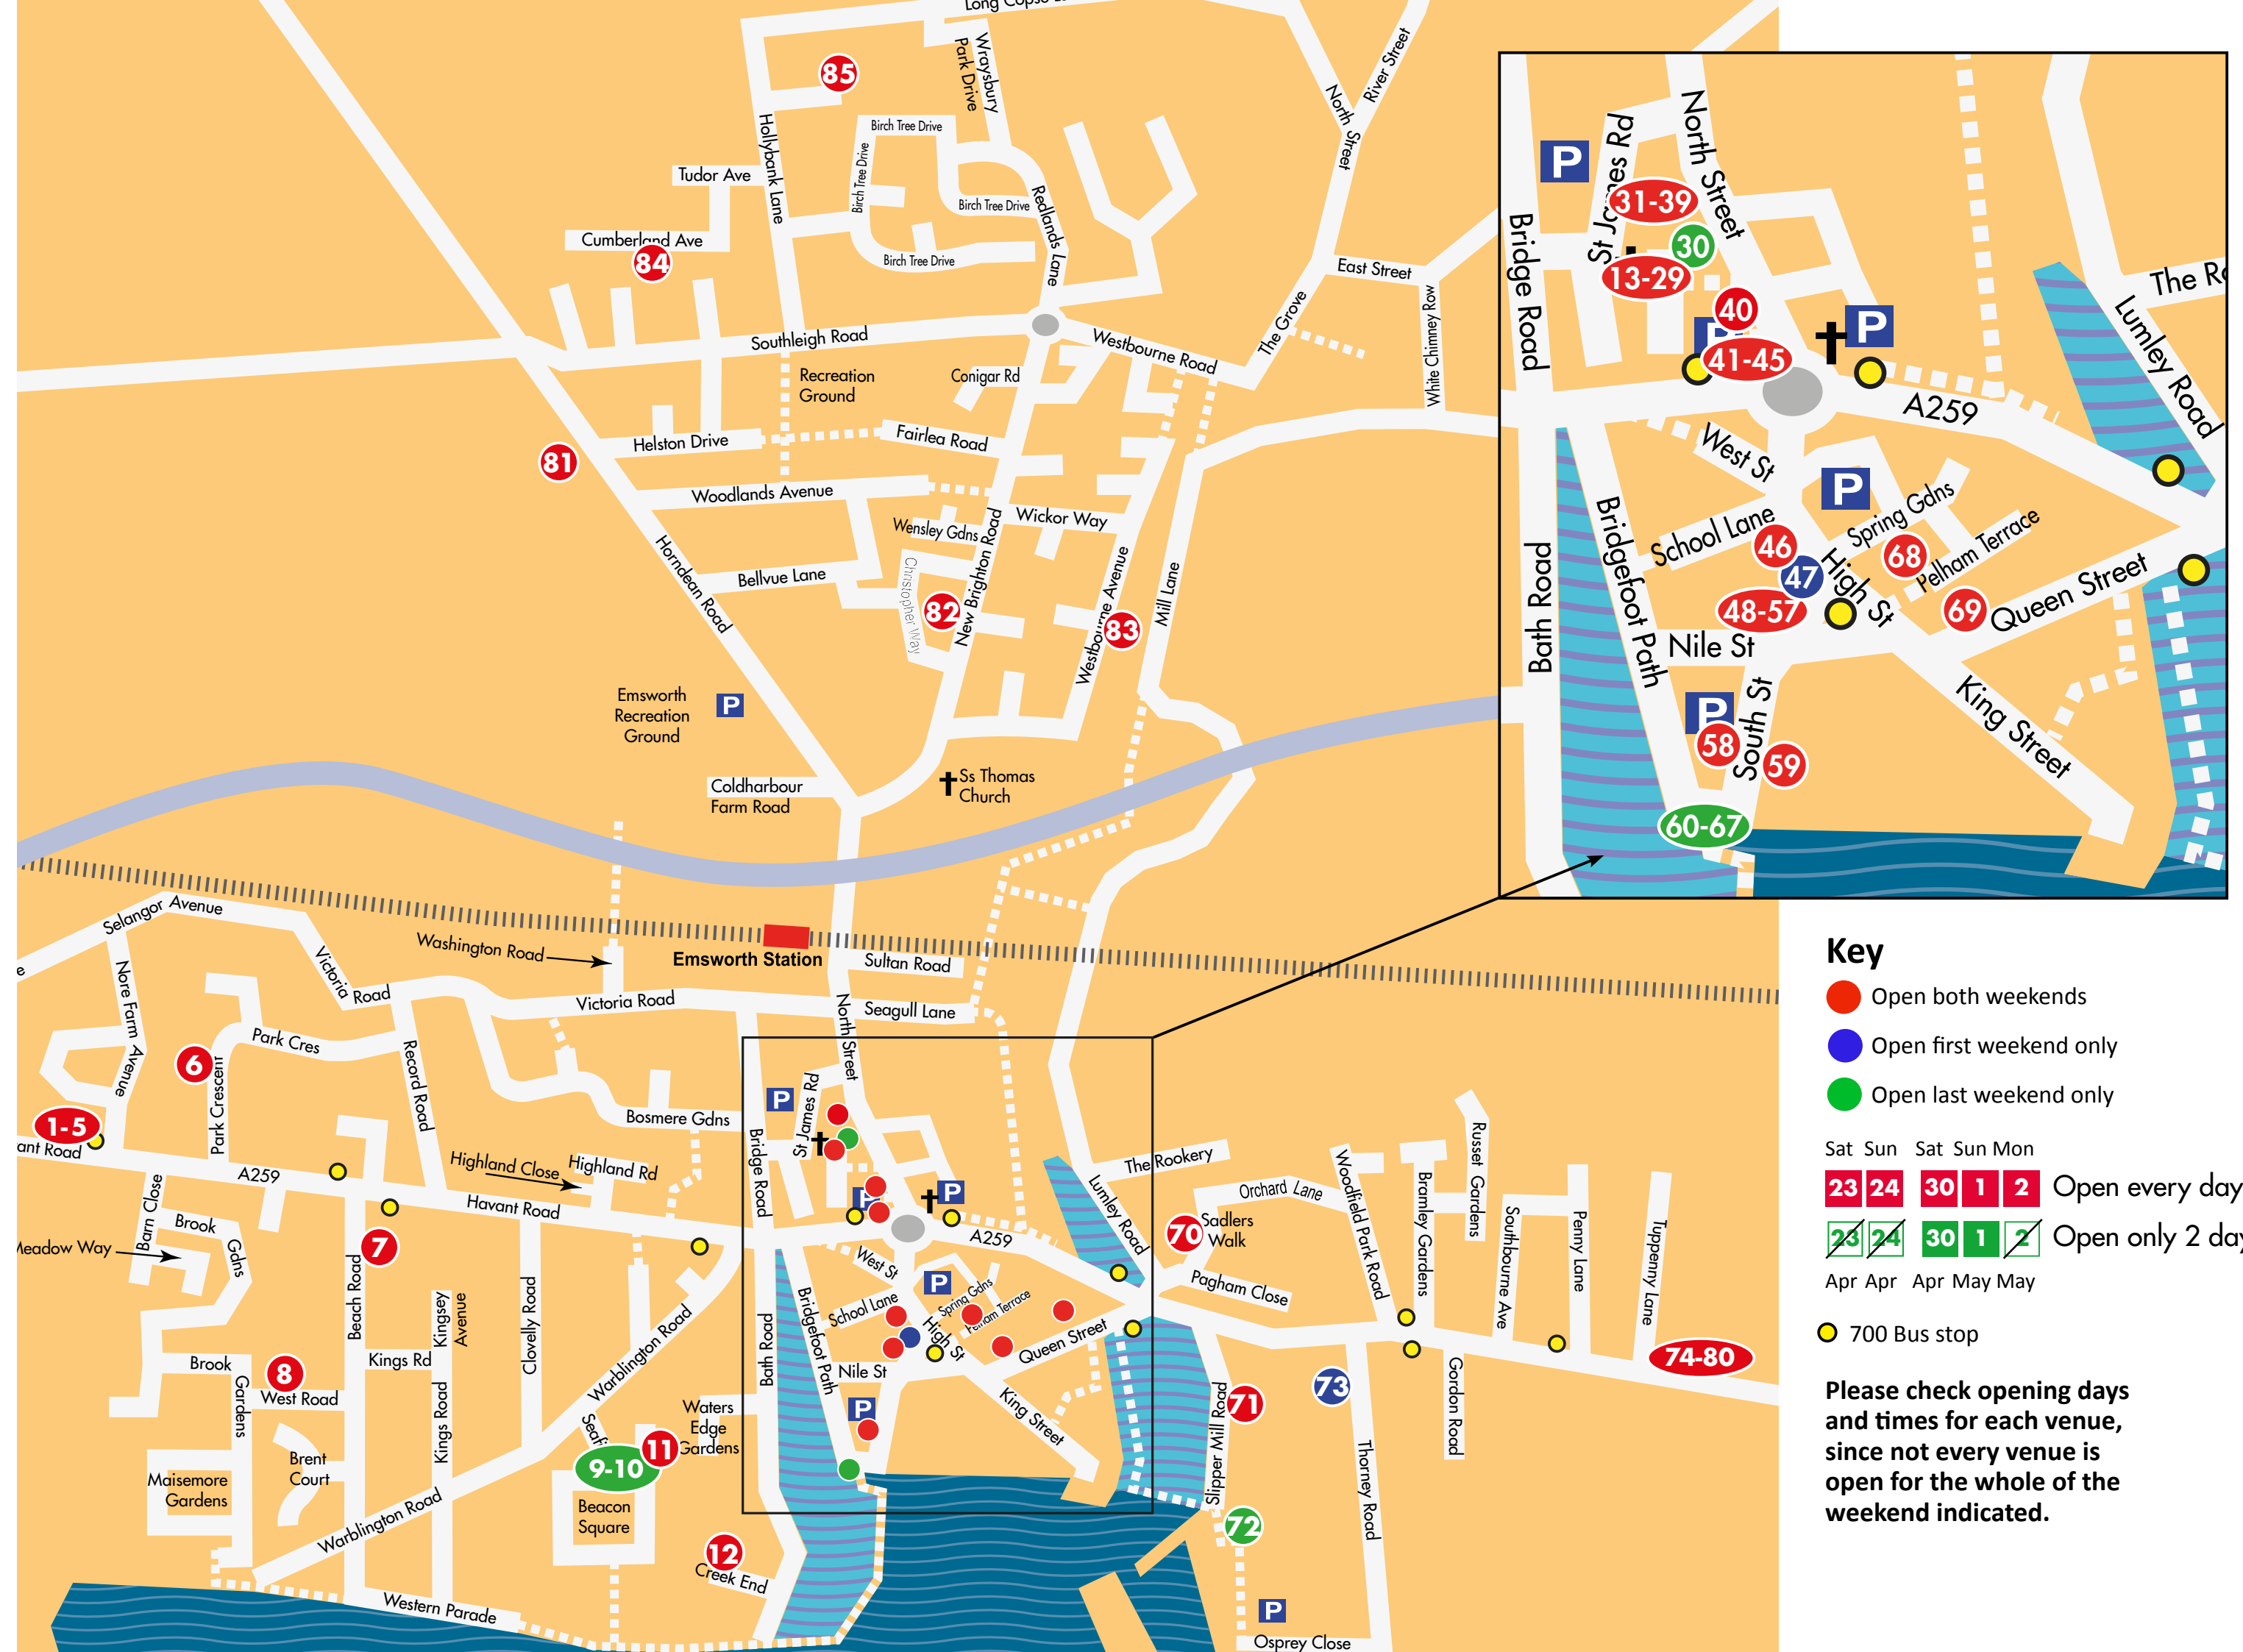 Long Copse
85
Wraysbury
Park Drive
River Street
North Street
Hollybank Lane
Birch Tree Drive
Birch Tree Drive
Tudor Ave
Birch Tree Drive
Redlands Lane
Cumberland Ave
84
Birch Tree Drive
East Street
The Grove
White Chimney Row
Southleigh Road
Westbourne Road
Recreation
Ground
Conigar Rd
Helston Drive
Fairlea Road
81
Woodlands Avenue
Wensley Gdns
Wickor Way
Horndean Road
Bellvue Lane
Christopher Way
82
New Brighton Road
Westbourne Avenue
83
Mill Lane
Emsworth
Recreation
Ground
P
Coldharbour
Farm Road
Ss Thomas
Church
Selangor Avenue
Washington Road
Emsworth Station
Sultan Road
Nore Farm Avenue
Victoria
Road
Victoria Road
North Street
Seagull Lane
Park Cres
6
Park Crescent
Record Road
1-5
ant Road
A259
Bosmere Gdns
Highland Close
Highland Rd
Havant Road
Barn Close
Brook
Gdns
Meadow Way
7
Beach Road
Kingsey
Avenue
Clovelly Road
Kings Rd
Kings Road
Brook
Gardens
8
West Road
Warblington Road
Brent
Court
Maisemore
Gardens
Warblington Road
9-10
11
Beacon
Square
Waters
Edge
Gardens
12
Creek End
Western Parade
P
St James Rd
Bridge Road
P
P
A259
West St
P
School Lane
Spring Gdns
Pelham Terrace
High St
Queen Street
Bridgefoot Path
Bath Road
Nile St
P
King Street
Lumley Road
The Rookery
Orchard Lane
70
Sadlers
Walk
Pagham Close
Woodfield Park Road
Bramley Gardens
Russet Gardens
Southbourne Ave
Penny Lane
Tuppenny Lane
74-80
73
71
Slipper Mill Road
Thorney Road
Gordon Road
72
P
Osprey Close
P
St James Rd
North Street
31-39
30
13-29
Bridge Road
40
P
41-45
P
A259
The Ro
Lumley Road
West St
P
School Lane
46
47
Spring Gdns
68
Pelham Terrace
High St
48-57
69
Queen Street
Bath Road
Bridgefoot Path
Nile St
P
South St
58
59
King Street
60-67
Key
Open both weekends
Open first weekend only
Open last weekend only
Sat Sun Sat Sun Mon
23 24 30 1 2 Open every day
23 24 30 1 2 Open only 2 day
Apr Apr Apr May May
700 Bus stop
Please check opening days
and times for each venue,
since not every venue is
open for the whole of the
weekend indicated.